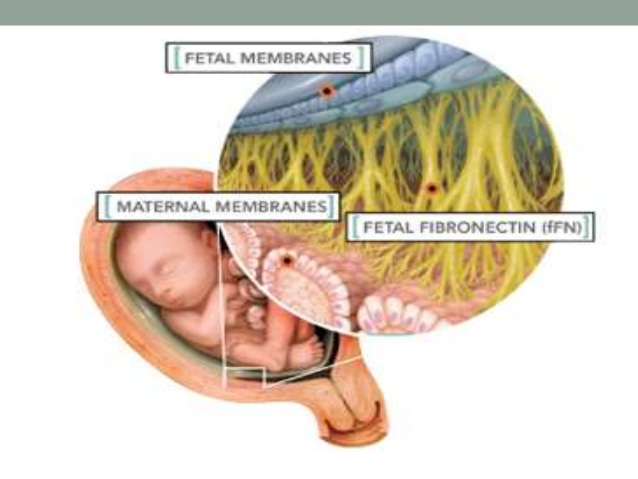 [FETAL MEMBRANES]
[MATERNAL MEMBRANES]
[FETAL FIBRONECTIN (fFN)]